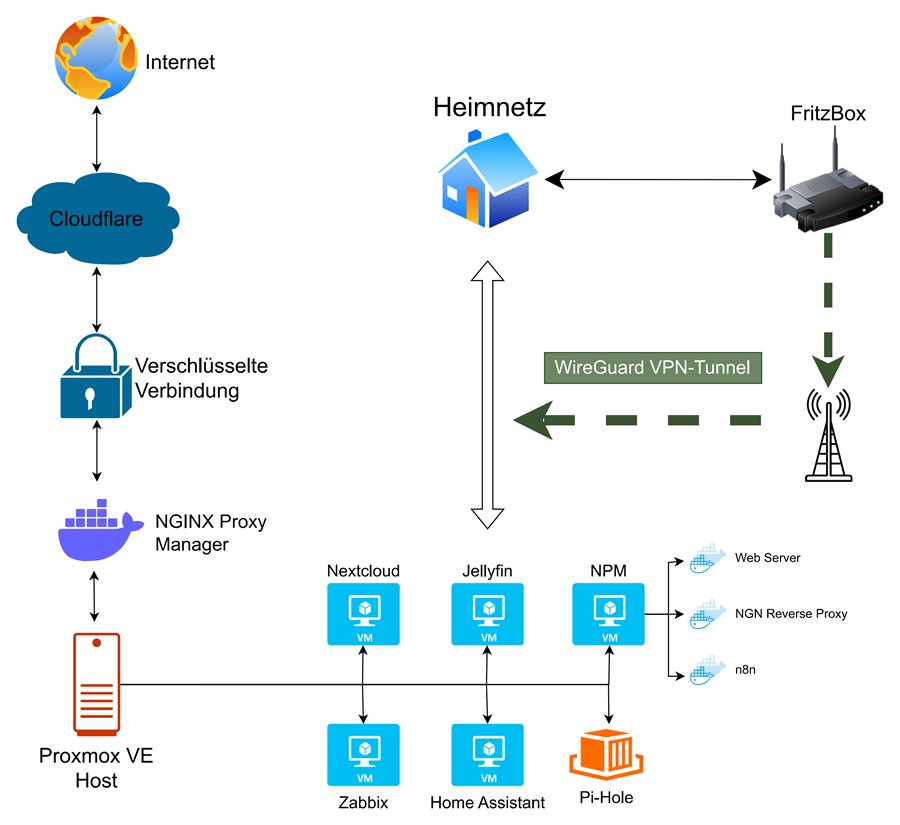 Internet
Cloudflare
Verschlüsselte
Verbindung
NGINX Proxy
Manager
Proxmox VE
Host
Heimnetz
FritzBox
WireGuard VPN-Tunnel
Nextcloud
VM
Jellyfin
VM
NPM
VM
Web Server
NGN Reverse Proxy
n8n
VM
Zabbix
VM
Home Assistant
Pi-Hole